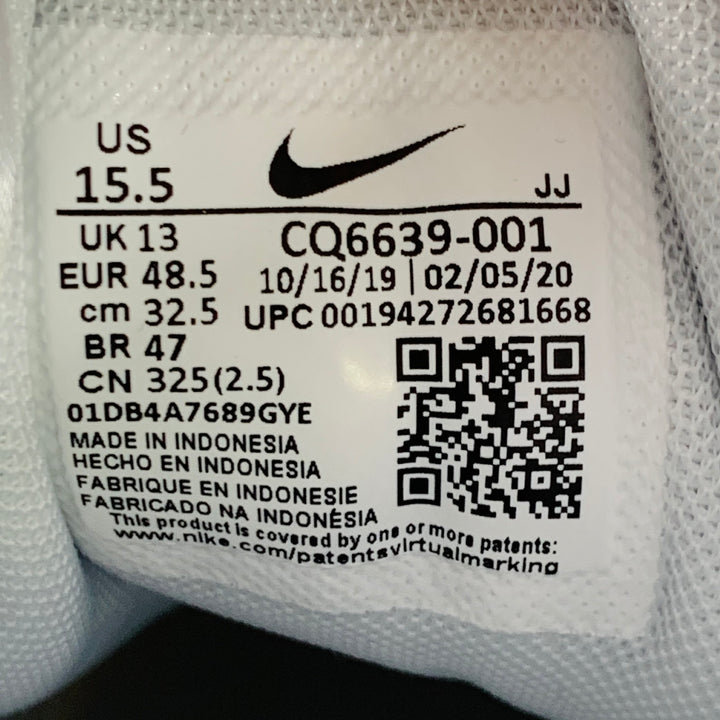 US
15.5
JJ
UK 13
CQ6639-001
EUR 48.5
10/16/19 | 02/05/20
cm 32.5
UPC 00194272681668
BR 47
CN 325(2.5)
01DB4A7689GYE
MADE IN INDONESIA
HECHO EN INDONESIA
FABRIQUE EN INDONESIE
FABRICADO NA INDONÉSIA
This product is covered by one or more patents:
www.nike.com/patentsvirtualmarking